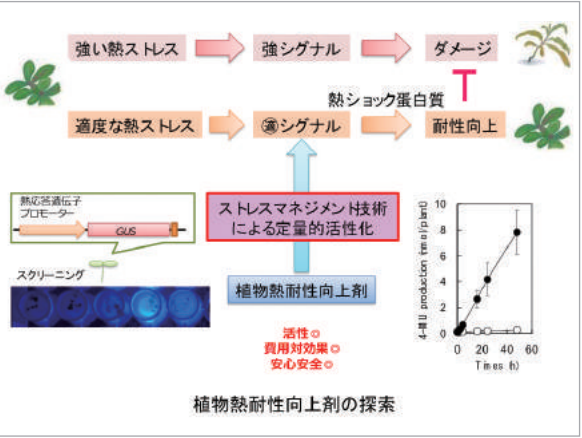 強い熱ストレス
強シグナル
ダメージ
熱ショック蛋白質
適度な熱ストレス
㊜シグナル
耐性向上
熱応答遺伝子
プロモーター
GUS
スクリーニング
ストレスマネジメント技術
による定量的活性化
植物熱耐性向上剤
活性◎
費用対効果◎
安心安全◎
4-MU production (nmol/plant)
10
8
6
4
2
0
0 20 40 60
Times (h)
植物熱耐性向上剤の探索